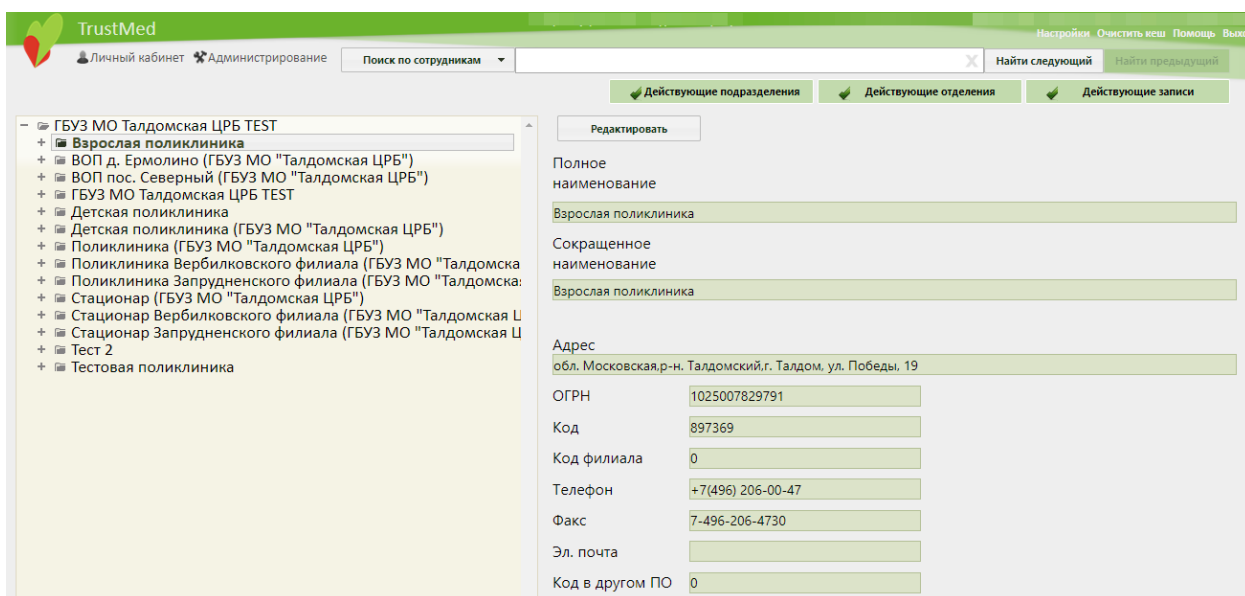 TrustMed
Настройки Очистить кеш Помощь Вых
Личный кабинет Администрирование Поиск по сотрудникам X Найти следующий Найти предыдущий
Действующие подразделения Действующие отделения Действующие записи
ГБУЗ МО Талдомская ЦРБ TEST
Взрослая поликлиника
ВОП д. Ермолино (ГБУЗ МО "Талдомская ЦРБ")
ВОП пос. Северный (ГБУЗ МО "Талдомская ЦРБ")
ГБУЗ МО Талдомская ЦРБ TEST
Детская поликлиника
Детская поликлиника (ГБУЗ МО "Талдомская ЦРБ")
Поликлиника (ГБУЗ МО "Талдомская ЦРБ")
Поликлиника Вербилковского филиала (ГБУЗ МО "Талдомска
Поликлиника Запрудненского филиала (ГБУЗ МО "Талдомска
Стационар (ГБУЗ МО "Талдомская ЦРБ")
Стационар Вербилковского филиала (ГБУЗ МО "Талдомская Ц
Стационар Запрудненского филиала (ГБУЗ МО "Талдомская Ц
Тест 2
Тестовая поликлиника
Редактировать
Полное
наименование
Взрослая поликлиника
Сокращенное
наименование
Взрослая поликлиника
Адрес
обл. Московская,р-н. Талдомский,г. Талдом, ул. Победы, 19
ОГРН 1025007829791
Код 897369
Код филиала 0
Телефон +7(496) 206-00-47
Факс 7-496-206-4730
Эл. почта
Код в другом ПО 0